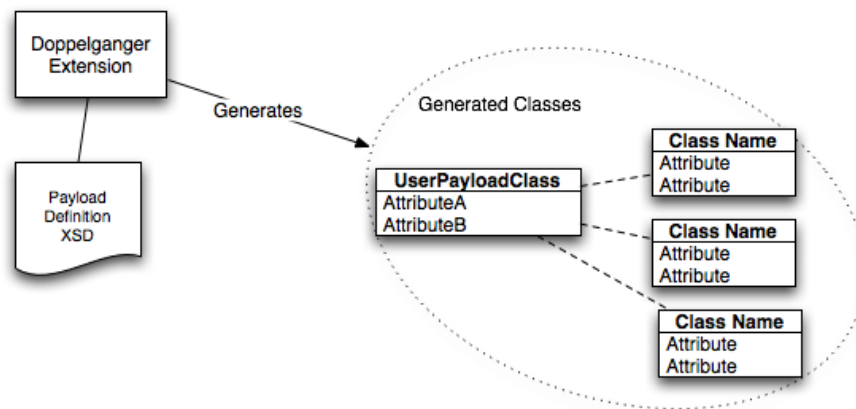 Doppelganger
Extension
Generates
Payload
Definition
XSD
Generated Classes
UserPayloadClass
AttributeA
AttributeB
Class Name
Attribute
Attribute
Class Name
Attribute
Attribute
Class Name
Attribute
Attribute